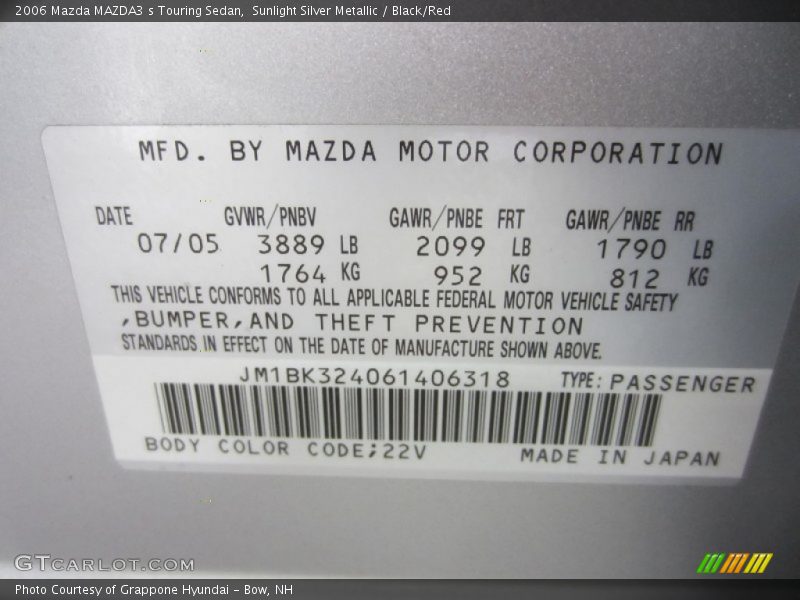 2006 Mazda MAZDA3 s Touring Sedan,  Sunlight Silver Metallic / Black/Red
MFD. BY MAZDA MOTOR CORPORATION
DATE GVWR/PNBV GAWR/PNBE FRT GAWR/PNBE RR
07/05 3889 LB 2099 LB 1790 LB
1764 KG 952 KG 812 KG
THIS VEHICLE CONFORMS TO ALL APPLICABLE FEDERAL MOTOR VEHICLE SAFETY
,BUMPER,AND THEFT PREVENTION
STANDARDS IN EFFECT ON THE DATE OF MANUFACTURE SHOWN ABOVE.
JM1BK324061406318 TYPE: PASSENGER
BODY COLOR CODE;22V MADE IN JAPAN
GTCARLOT.COM
Photo Courtesy of Grappone Hyundai - Bow, NH